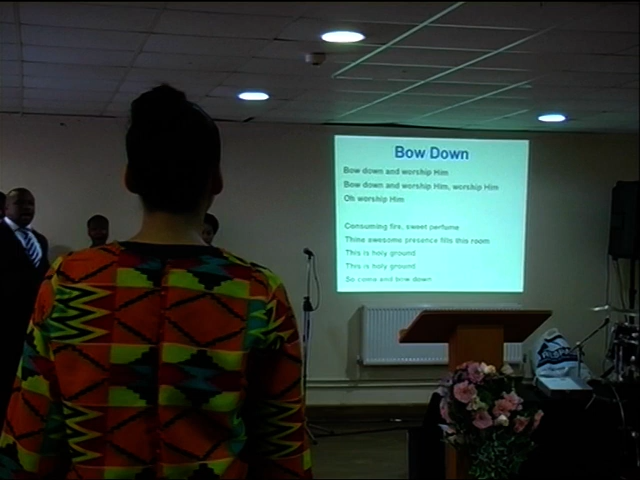 Bow Down
Bow down and worship Him
Bow down and worship Him, worship Him
Oh worship Him
Consuming fire, sweet perfume
Thine awesome presence fills this room
This is holy ground
This is holy ground
So come and bow down